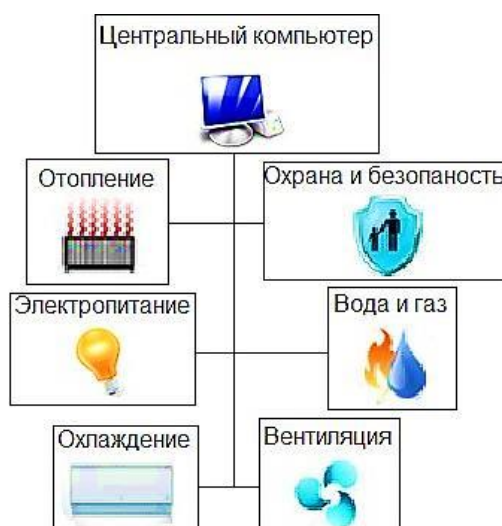 Центральный компьютер
Отопление
Охрана и безопаность
Электропитание
Вода и газ
Охлаждение
Вентиляция